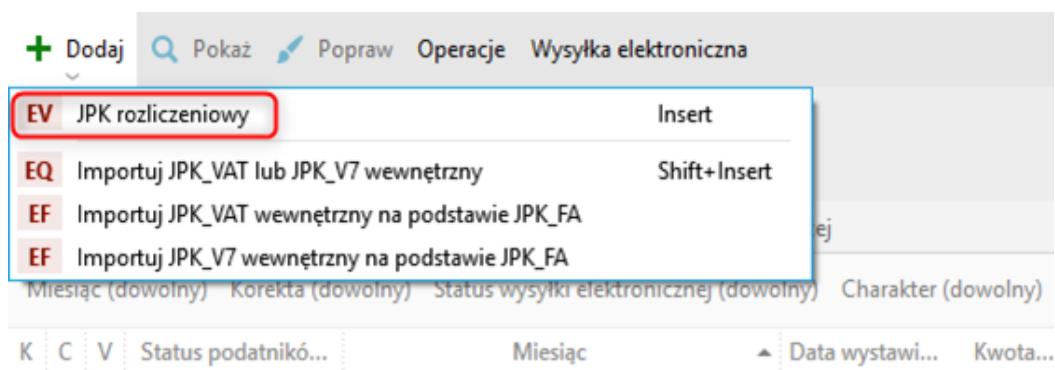 Dodaj Pokaż Popraw Operacje Wysyłka elektroniczna
EV JPK rozliczeniowy Insert
EQ Importuj JPK_VAT lub JPK_V7 wewnętrzny Shift+Insert
EF Importuj JPK_VAT wewnętrzny na podstawie JPK_FA
ej
EF Importuj JPK_V7 wewnętrzny na podstawie JPK_FA
Miesiąc (dowolny) Korekta (dowolny) Status wysyłki elektronicznej (dowolny) Charakter (dowolny)
K C V Status podatnikó... Miesiąc Data wystawi... Kwota...